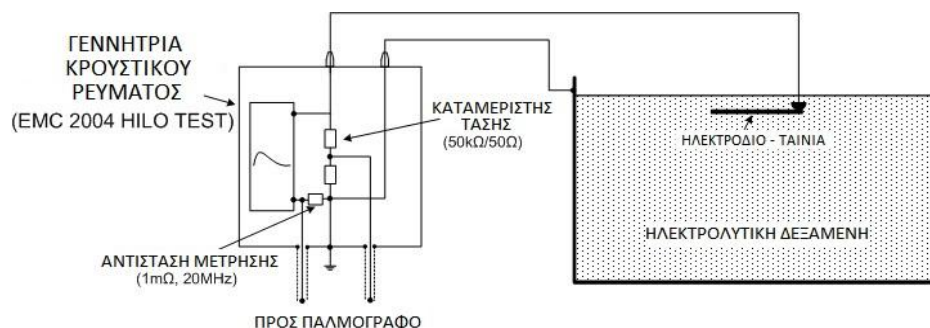 ΓΕΝΝΗΤΡΙΑ
ΚΡΟΥΣΤΙΚΟΥ
ΡΕΥΜΑΤΟΣ
(EMC 2004 HILO TEST)
ΚΑΤΑΜΕΡΙΣΤΗΣ
ΤΑΣΗΣ
(50kΩ/50Ω)
ΗΛΕΚΤΡΟΔΙΟ - ΤΑΙΝΙΑ
ΗΛΕΚΤΡΟΛΥΤΙΚΗ ΔΕΞΑΜΕΝΗ
ΑΝΤΙΣΤΑΣΗ ΜΕΤΡΗΣΗΣ
(1mΩ, 20MHz)
ΠΡΟΣ ΠΑΛΜΟΓΡΑΦΟ